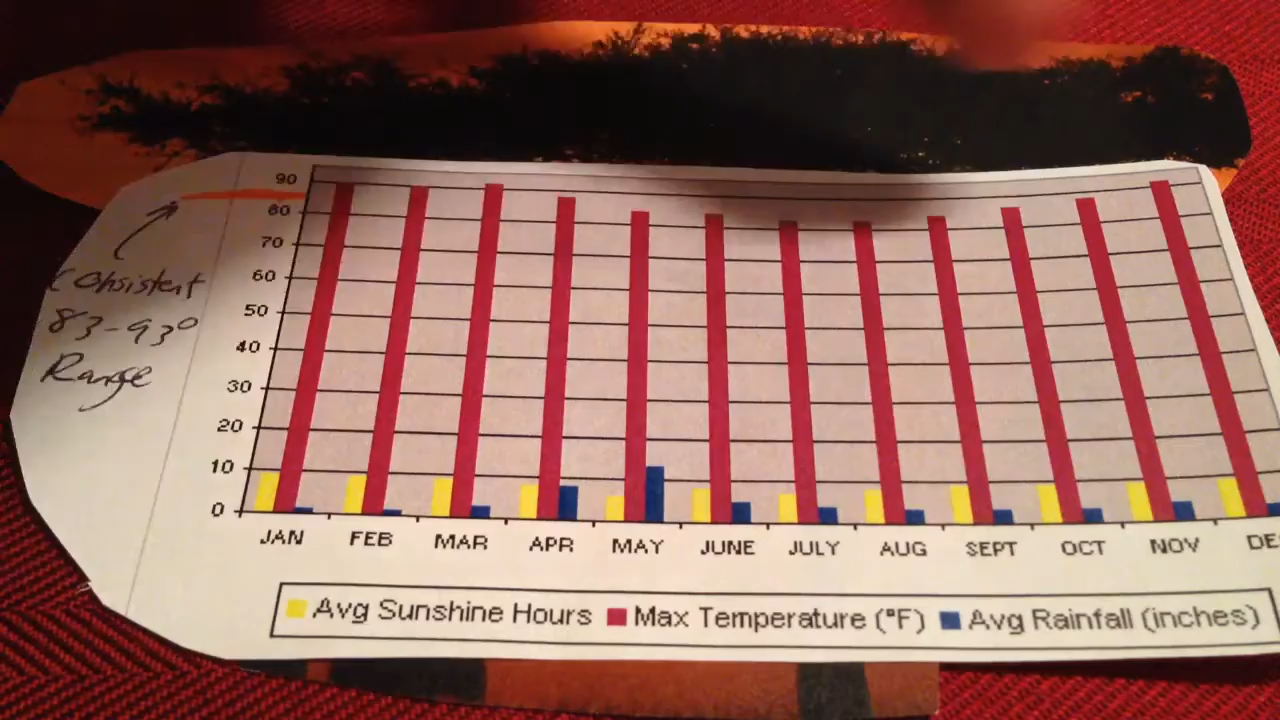 90
80
70
60
50
40
30
20
10
0
Consistent
83-93°
Range
JAN FEB MAR APR MAY JUNE JULY AUG SEPT OCT NOV DE
Avg Sunshine Hours Max Temperature (°F) Avg Rainfall (inches)